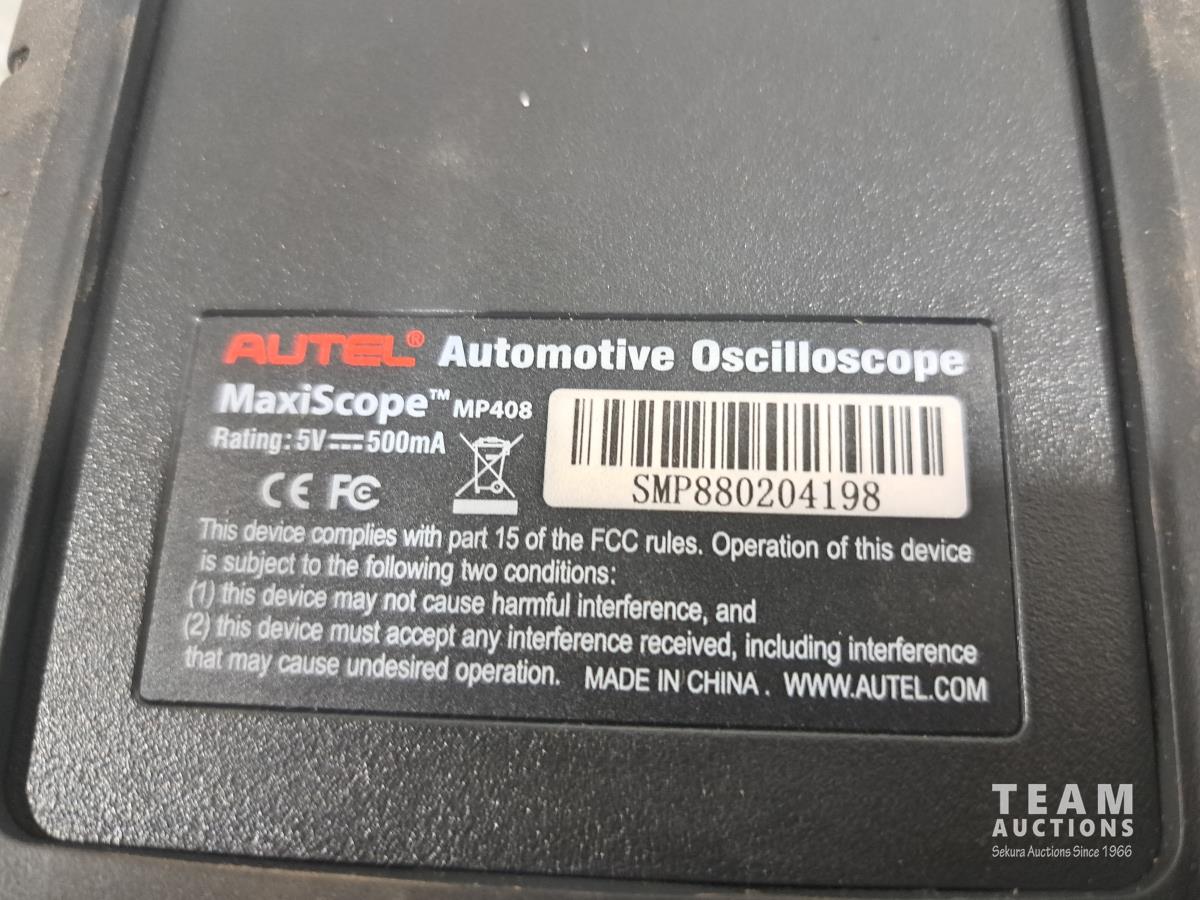 AUTEL® Automotive Oscilloscope
MaxiScope™ MP408
Rating: 5V⎓500mA
CE FC
SMP880204198
This device complies with part 15 of the FCC rules. Operation of this device
is subject to the following two conditions:
(1) this device may not cause harmful interference, and
(2) this device must accept any interference received, including interference
that may cause undesired operation. MADE IN CHINA. WWW.AUTEL.COM
TEAM
AUCTIONS
Sekura Auctions Since 1966